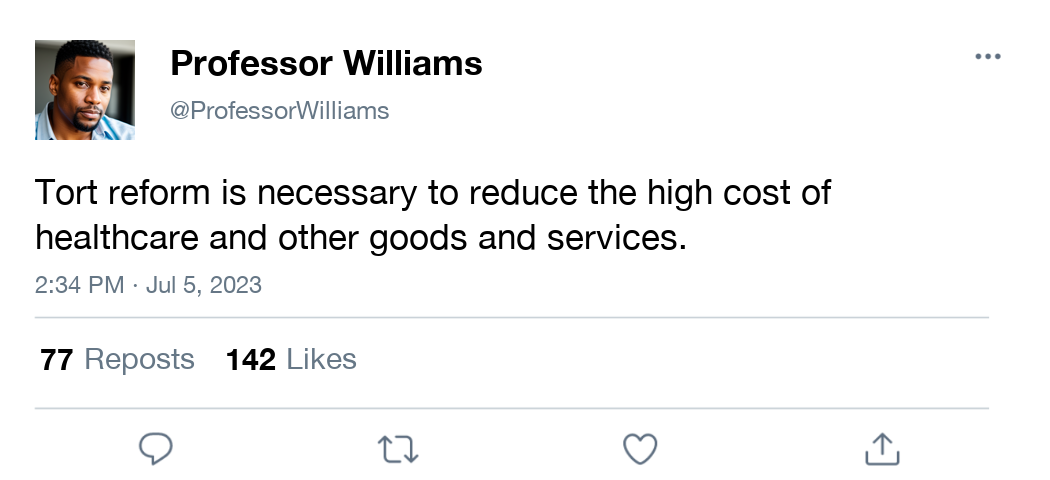 Professor Williams
@ProfessorWilliams
Tort reform is necessary to reduce the high cost of
healthcare and other goods and services.
2:34 PM · Jul 5, 2023
77 Reposts 142 Likes